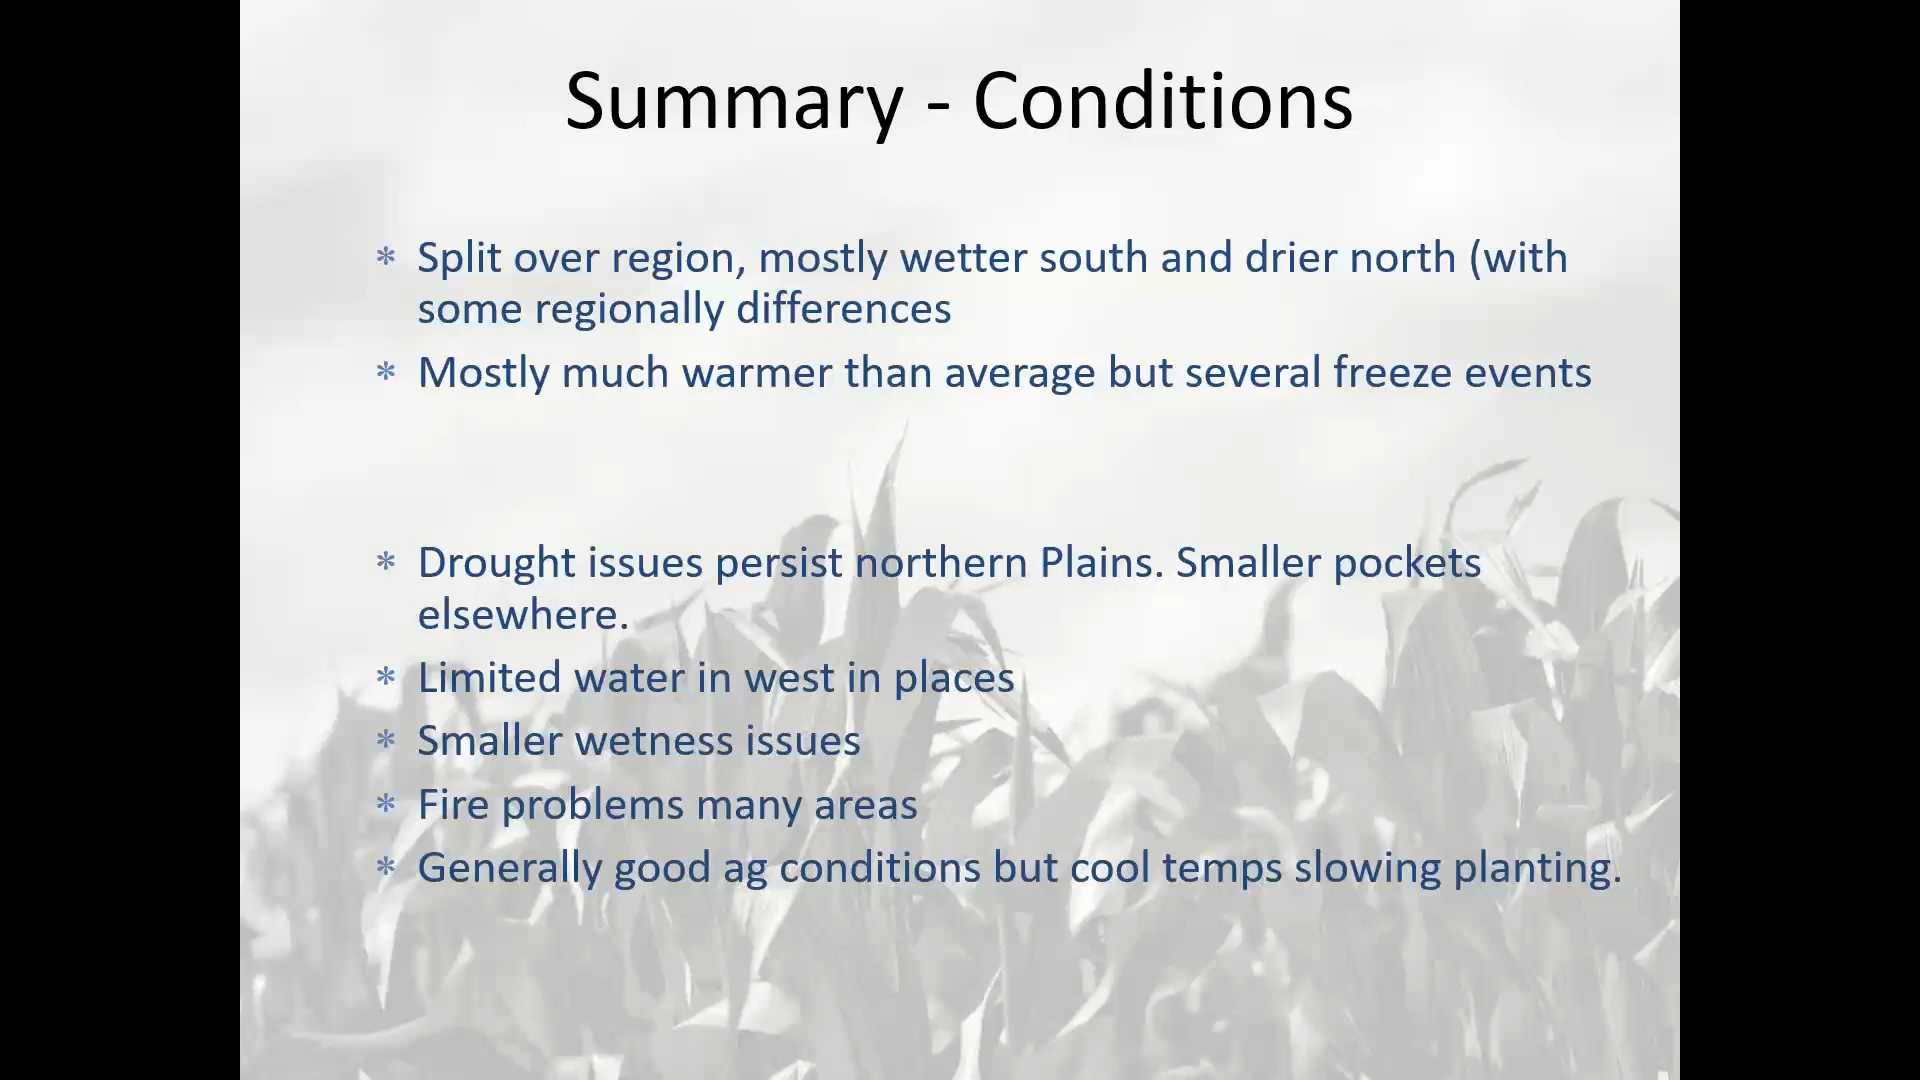 Summary - Conditions
* Split over region, mostly wetter south and drier north (with
some regionally differences
* Mostly much warmer than average but several freeze events
* Drought issues persist northern Plains. Smaller pockets
elsewhere.
* Limited water in west in places
* Smaller wetness issues
* Fire problems many areas
* Generally good ag conditions but cool temps slowing planting.